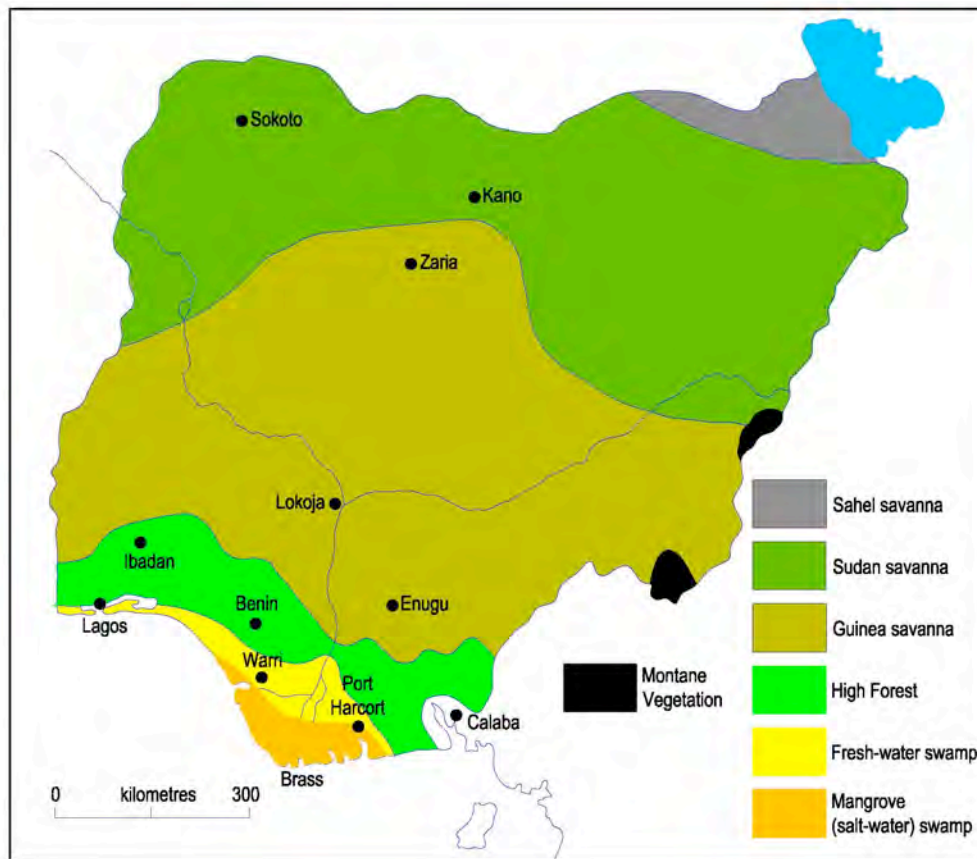 Sokoto
Kano
Zaria
Lokoja
Ibadan
Benin
Enugu
Lagos
Warri
Port
Harcort
Calaba
Brass
0 kilometres 300
Montane
Vegetation
Sahel savanna
Sudan savanna
Guinea savanna
High Forest
Fresh-water swamp
Mangrove
(salt-water) swamp